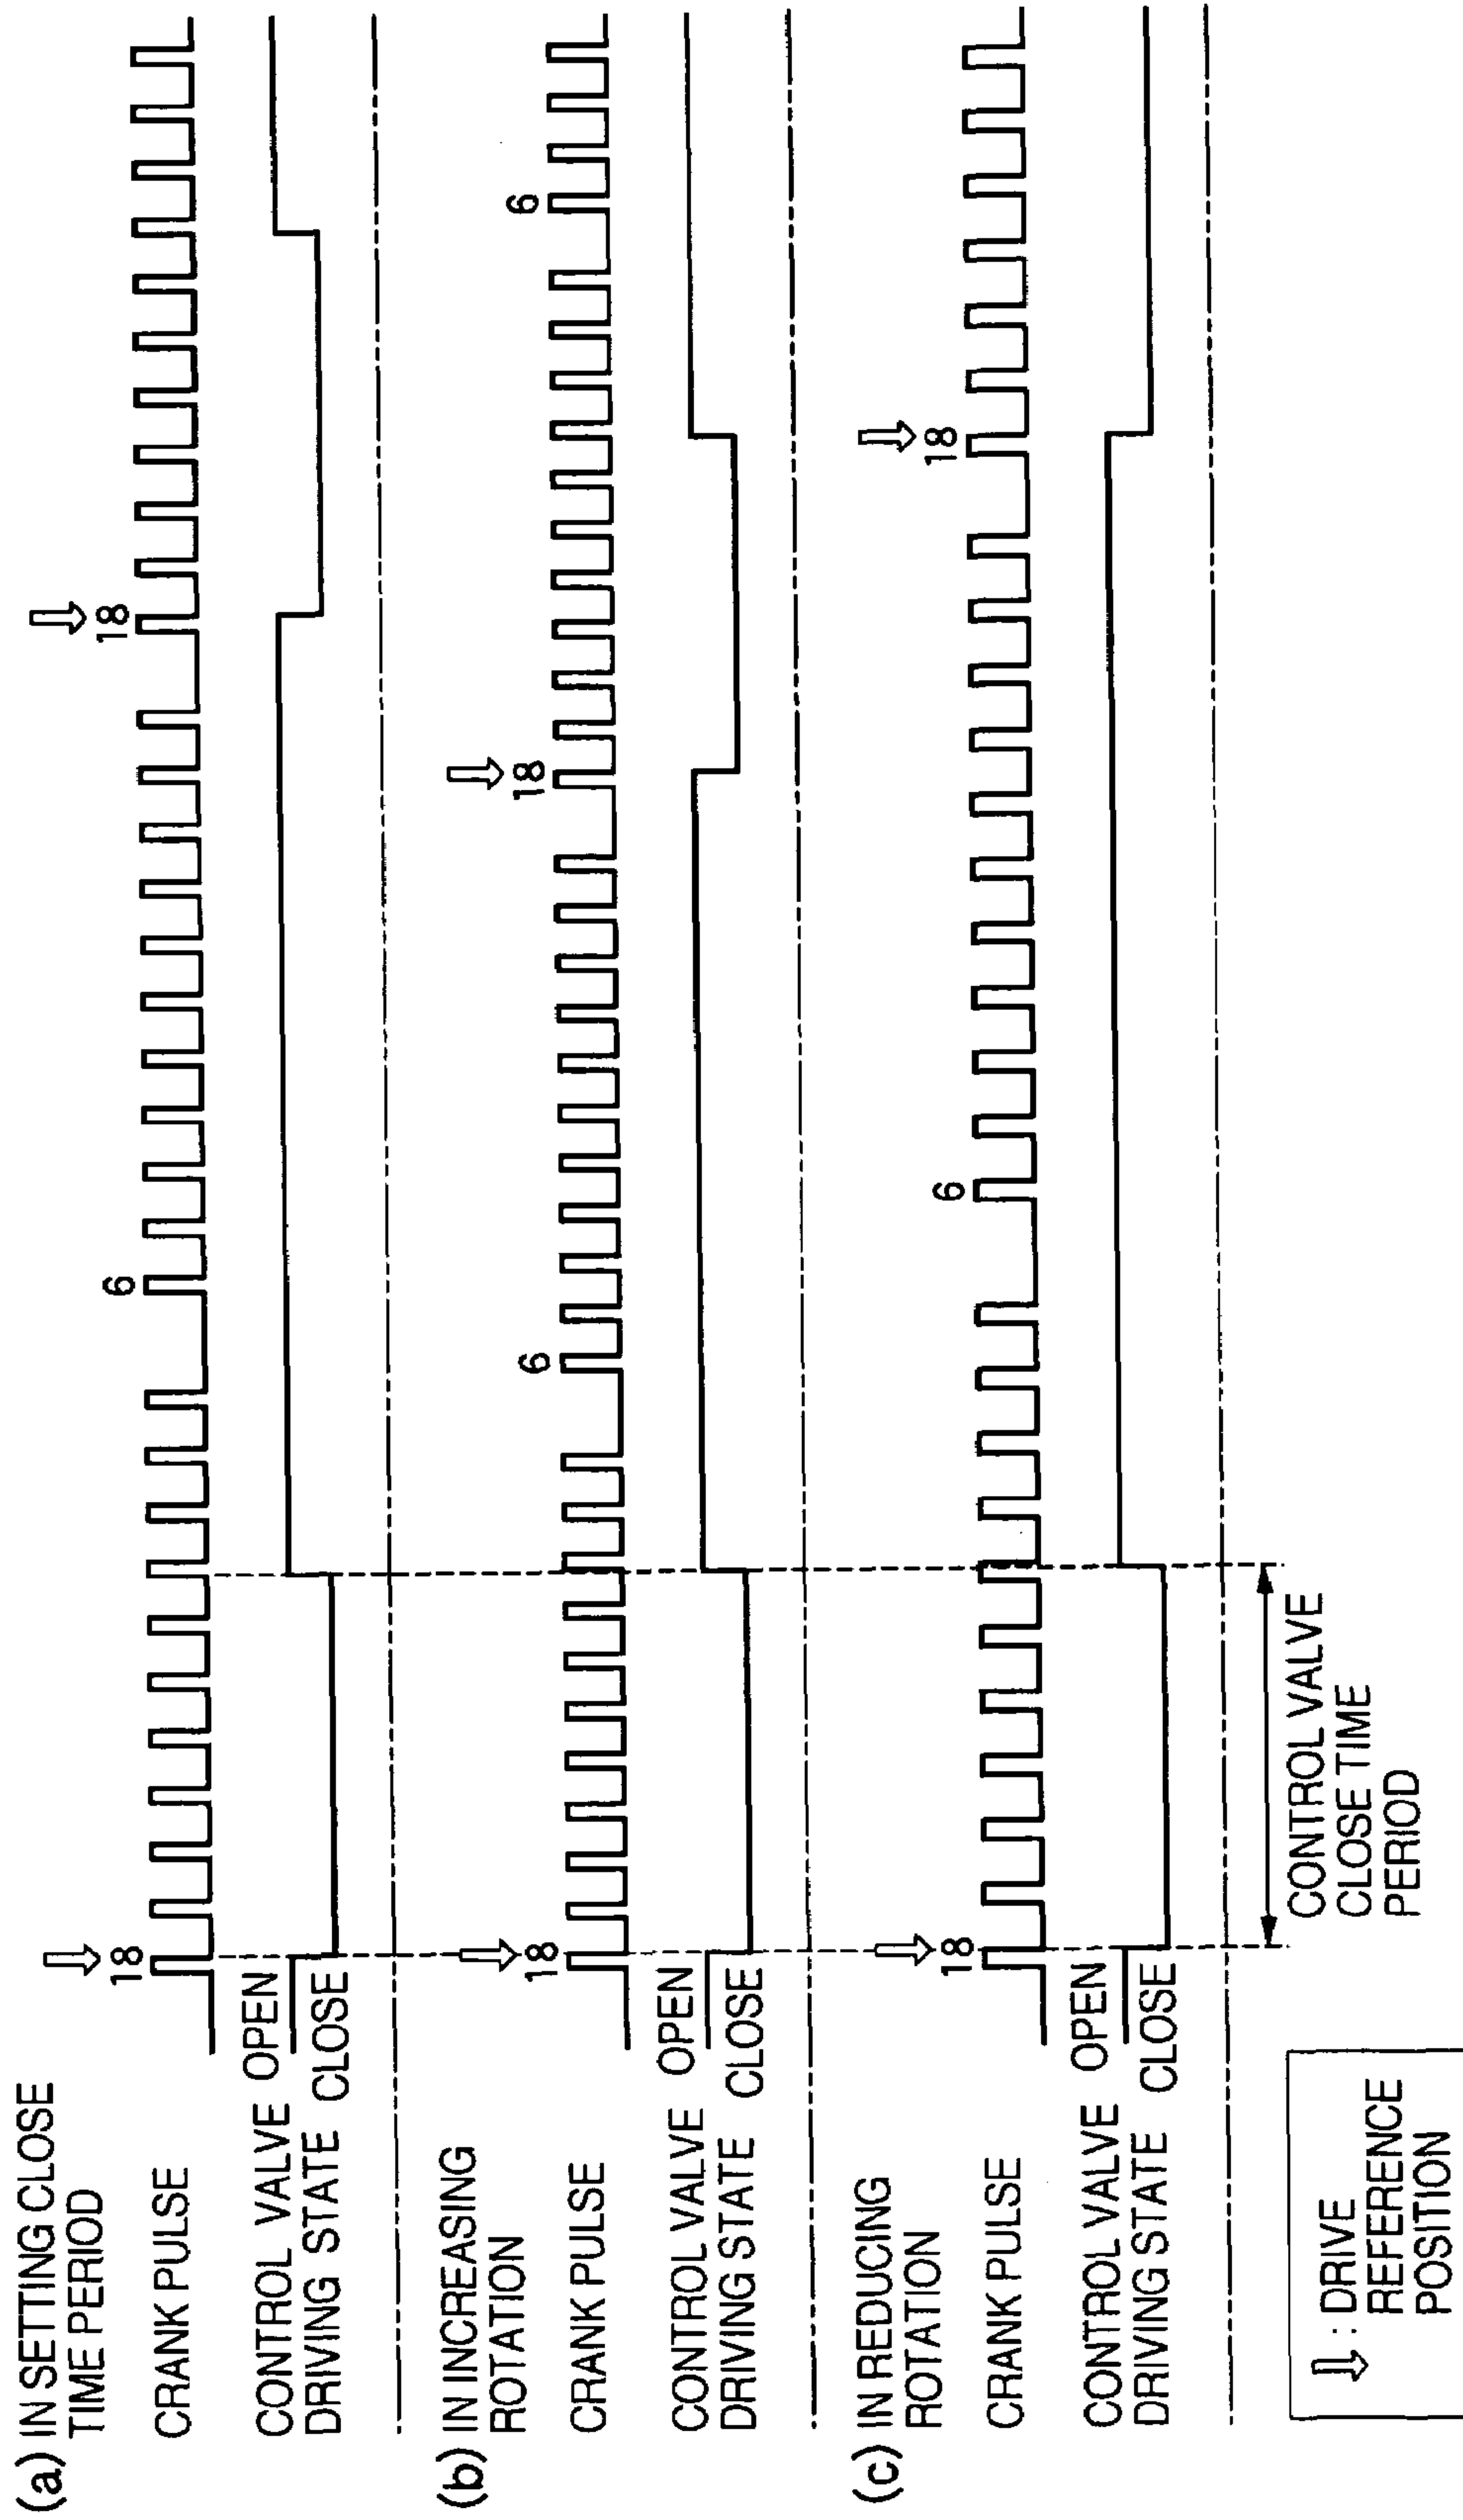 (a) IN SETTING CLOSE
TIME PERIOD
18
6
18
CRANK PULSE
CONTROL VALVE
DRIVING STATE
OPEN
CLOSE
(b) IN INCREASING
ROTATION
18
6
18
6
CRANK PULSE
CONTROL VALVE
DRIVING STATE
OPEN
CLOSE
(c) IN REDUCING
ROTATION
18
6
18
CRANK PULSE
CONTROL VALVE
DRIVING STATE
OPEN
CLOSE
CONTROL VALVE
CLOSE TIME
PERIOD
: DRIVE
REFERENCE
POSITION